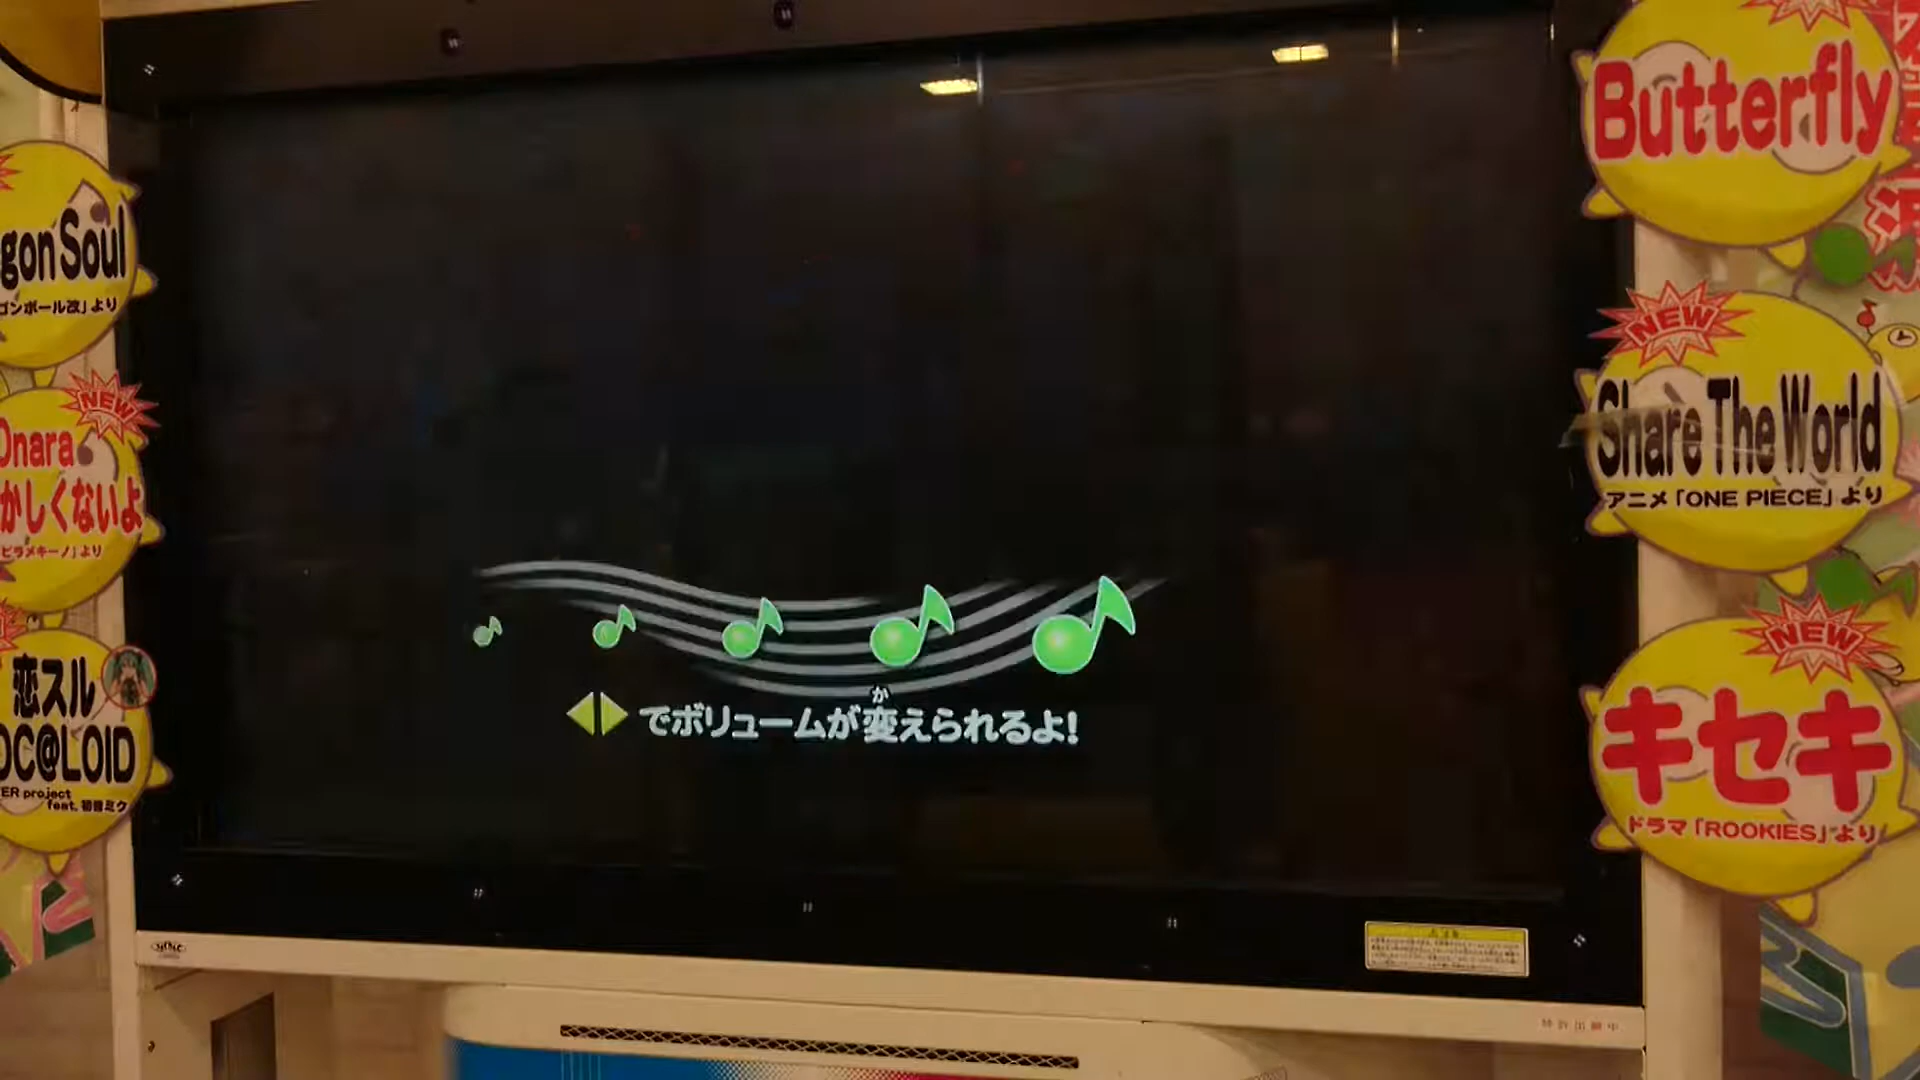 gon Soul
ゴンボール改」より
NEW
Onara
かしくないよ
ピラメキーノ」より
恋スル
OC@LOID
ER project
feat. 初音ミク
か
でボリュームが変えられるよ!
Butterfly
NEW
Share The World
アニメ「ONE PIECE」より
NEW
キセキ
ドラマ「ROOKIES」より